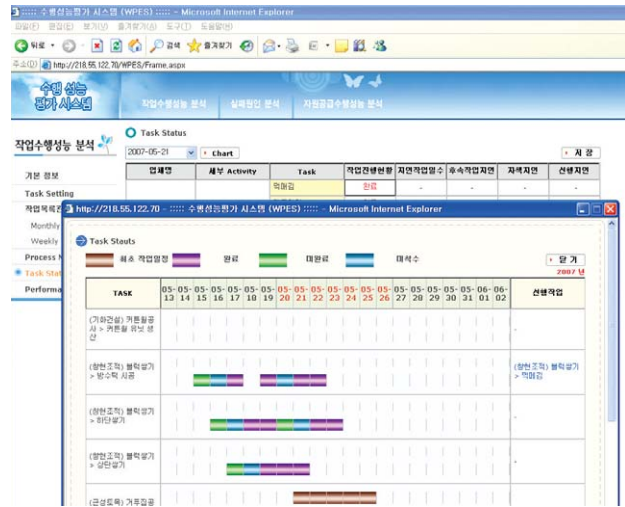 ::::: 수행성능평가 시스템 (WPES) ::::: - Microsoft Internet Explorer
파일(F) 편집(E) 보기(V) 즐겨찾기(A) 도구(T) 도움말(H)
뒤로 검색 즐겨찾기
주소(D) http://218.55.122.70/WPES/Frame.aspx
수행 성능
평가 시스템
작업수행성능 분석 실패원인 분석 자원공급수행성능 분석
작업수행성능 분석
Task Status
2007-05-21 Chart 저 장
업체명 세부 Activity Task 작업진행현황 지연작업일수 후속작업지연 자책지연 선행지연
먹매김 완료 - - - -
기본 정보
Task Setting
작업목록
Monthly
Weekly
Process
Task Stat
Performa
http://218.55.122.70 - ::::: 수행성능평가 시스템 (WPES) ::::: - Microsoft Internet Explorer
Task Stauts
최초 작업일정 완료 미완료 미착수
닫 기
2007 년
TASK 05-13 05-14 05-15 05-16 05-17 05-18 05-19 05-20 05-21 05-22 05-23 05-24 05-25 05-26 05-27 05-28 05-29 05-30 05-31 06-01 06-02 선행작업
(기화건설) 커튼월공
사 > 커튼월 유닛 생
산
-
(창현조적) 블럭쌓기
> 방수턱 시공
(창현조적) 블럭쌓기
> 먹매김
(창현조적) 블럭쌓기
> 하단쌓기
-
(창현조적) 블럭쌓기
> 상단쌓기
-
(근성토목) 거푸집공